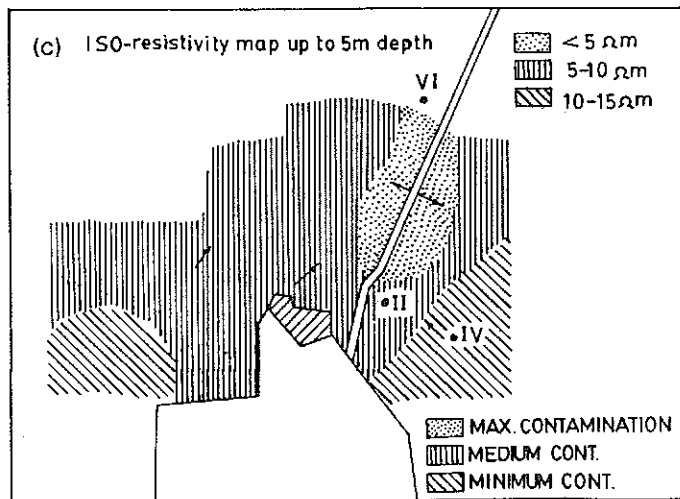 (c) ISO-resistivity map up to 5m depth
< 5 Ωm
5-10 Ωm
10-15Ωm
VI
II
IV
MAX. CONTAMINATION
MEDIUM CONT.
MINIMUM CONT.